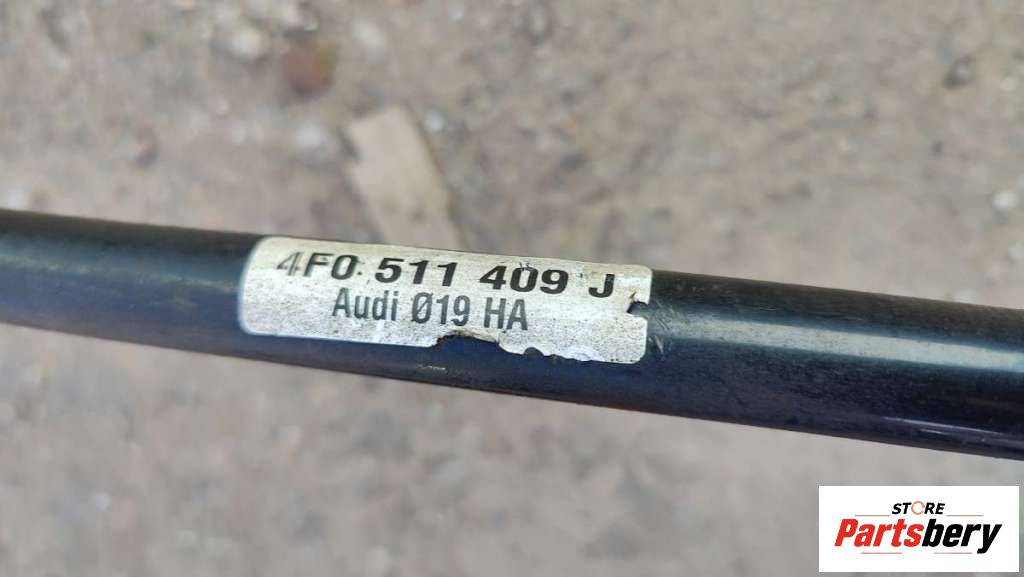 4F0 511 409 J
Audi Ø19 HA
STORE
Partsbery